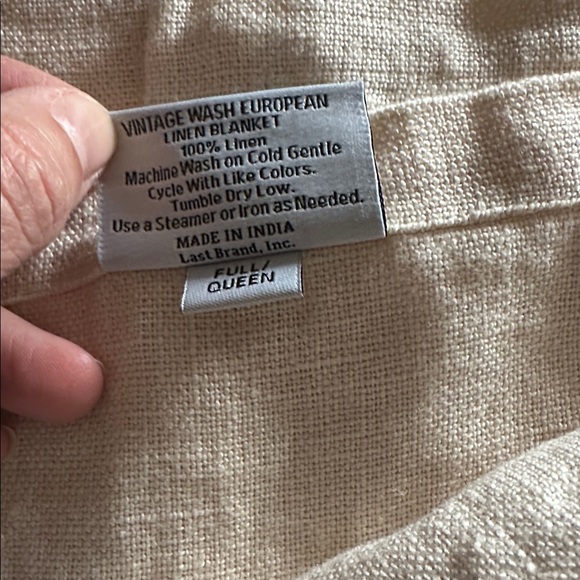 VINTAGE WASH EUROPEAN
LINEN BLANKET
100% Linen
Machine Wash on Cold Gentle
Cycle With Like Colors.
Tumble Dry Low.
Use a Steamer or Iron as Needed.
MADE IN INDIA
Last Brand, Inc.
FULL/
QUEEN